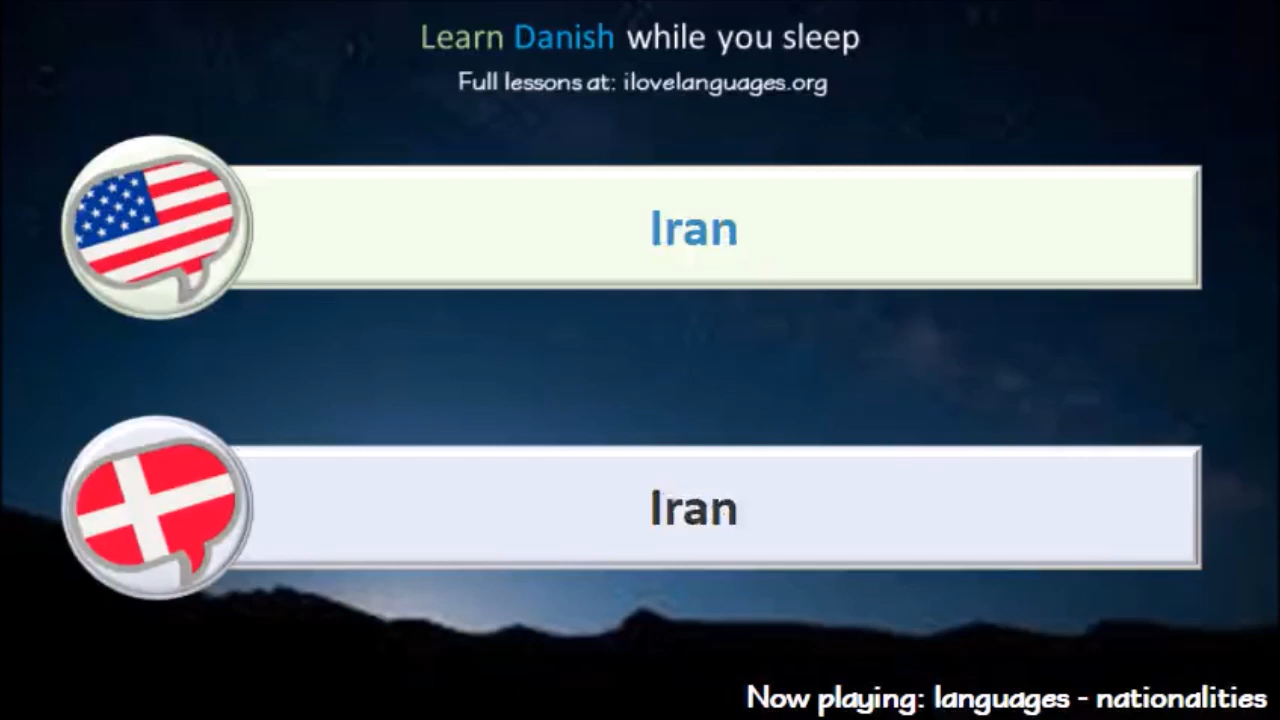 Learn Danish while you sleep
Full lessons at: ilovelanguages.org
Iran
Iran
Now playing: languages - nationalities